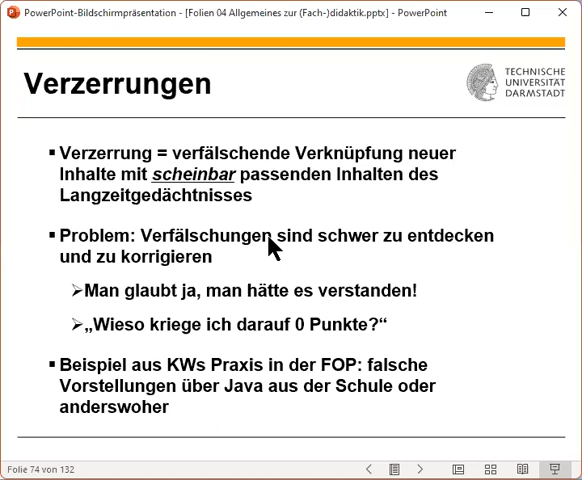 PowerPoint-Bildschirmpräsentation - [Folien 04 Allgemeines zur (Fach-)didaktik.pptx] - PowerPoint
Verzerrungen
TECHNISCHE
UNIVERSITÄT
DARMSTADT
▪ Verzerrung = verfälschende Verknüpfung neuer
Inhalte mit scheinbar passenden Inhalten des
Langzeitgedächtnisses
▪ Problem: Verfälschungen sind schwer zu entdecken
und zu korrigieren
➢ Man glaubt ja, man hätte es verstanden!
➢ „Wieso kriege ich darauf 0 Punkte?“
▪ Beispiel aus KWs Praxis in der FOP: falsche
Vorstellungen über Java aus der Schule oder
anderswoher
Folie 74 von 132